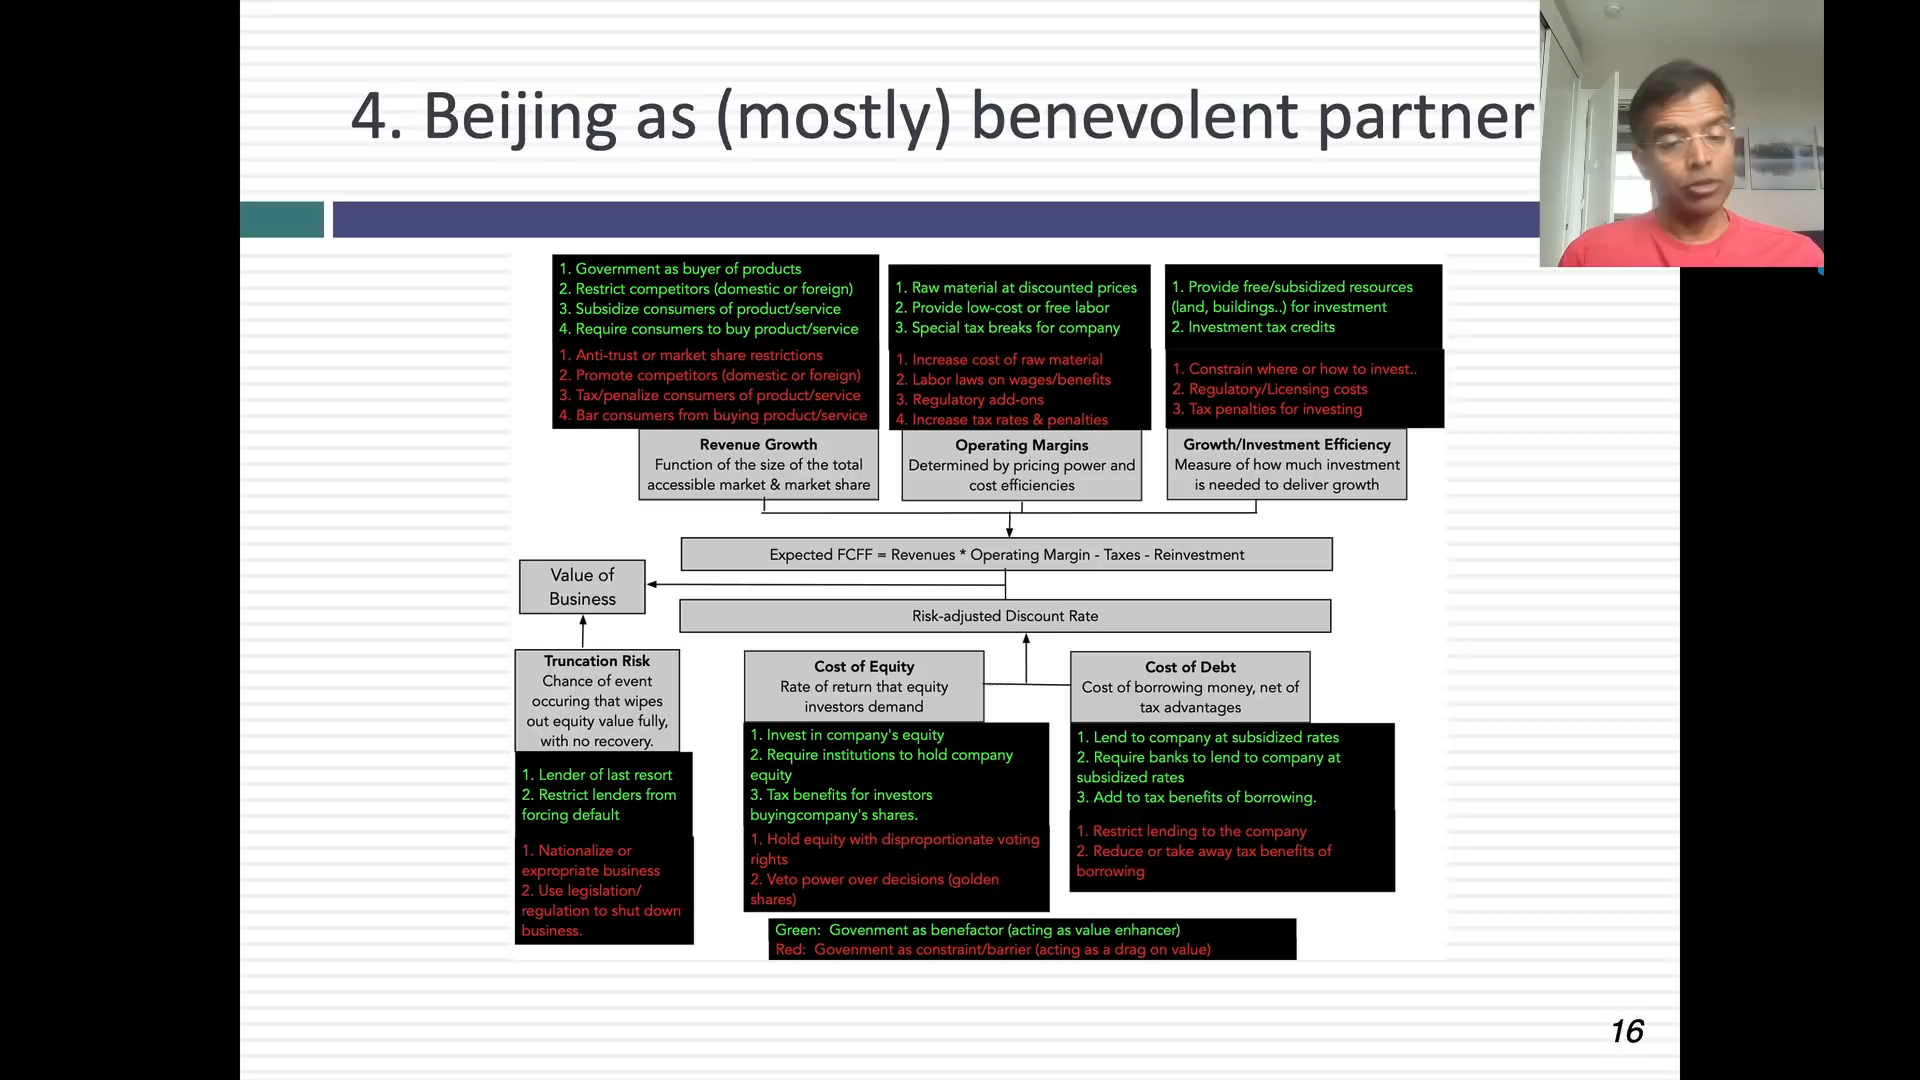 4. Beijing as (mostly) benevolent partner
1. Government as buyer of products
2. Restrict competitors (domestic or foreign)
3. Subsidize consumers of product/service
4. Require consumers to buy product/service
1. Anti-trust or market share restrictions
2. Promote competitors (domestic or foreign)
3. Tax/penalize consumers of product/service
4. Bar consumers from buying product/service
Revenue Growth
Function of the size of the total
accessible market & market share
1. Raw material at discounted prices
2. Provide low-cost or free labor
3. Special tax breaks for company
1. Increase cost of raw material
2. Labor laws on wages/benefits
3. Regulatory add-ons
4. Increase tax rates & penalties
Operating Margins
Determined by pricing power and
cost efficiencies
1. Provide free/subsidized resources
(land, buildings..) for investment
2. Investment tax credits
1. Constrain where or how to invest..
2. Regulatory/Licensing costs
3. Tax penalties for investing
Growth/Investment Efficiency
Measure of how much investment
is needed to deliver growth
Expected FCFF = Revenues * Operating Margin - Taxes - Reinvestment
Value of
Business
Risk-adjusted Discount Rate
Truncation Risk
Chance of event
occuring that wipes
out equity value fully,
with no recovery.
1. Lender of last resort
2. Restrict lenders from
forcing default
1. Nationalize or
expropriate business
2. Use legislation/
regulation to shut down
business.
Cost of Equity
Rate of return that equity
investors demand
1. Invest in company's equity
2. Require institutions to hold company
equity
3. Tax benefits for investors
buyingcompany's shares.
1. Hold equity with disproportionate voting
rights
2. Veto power over decisions (golden
shares)
Cost of Debt
Cost of borrowing money, net of
tax advantages
1. Lend to company at subsidized rates
2. Require banks to lend to company at
subsidized rates
3. Add to tax benefits of borrowing.
1. Restrict lending to the company
2. Reduce or take away tax benefits of
borrowing
Green: Govenment as benefactor (acting as value enhancer)
Red: Govenment as constraint/barrier (acting as a drag on value)
16